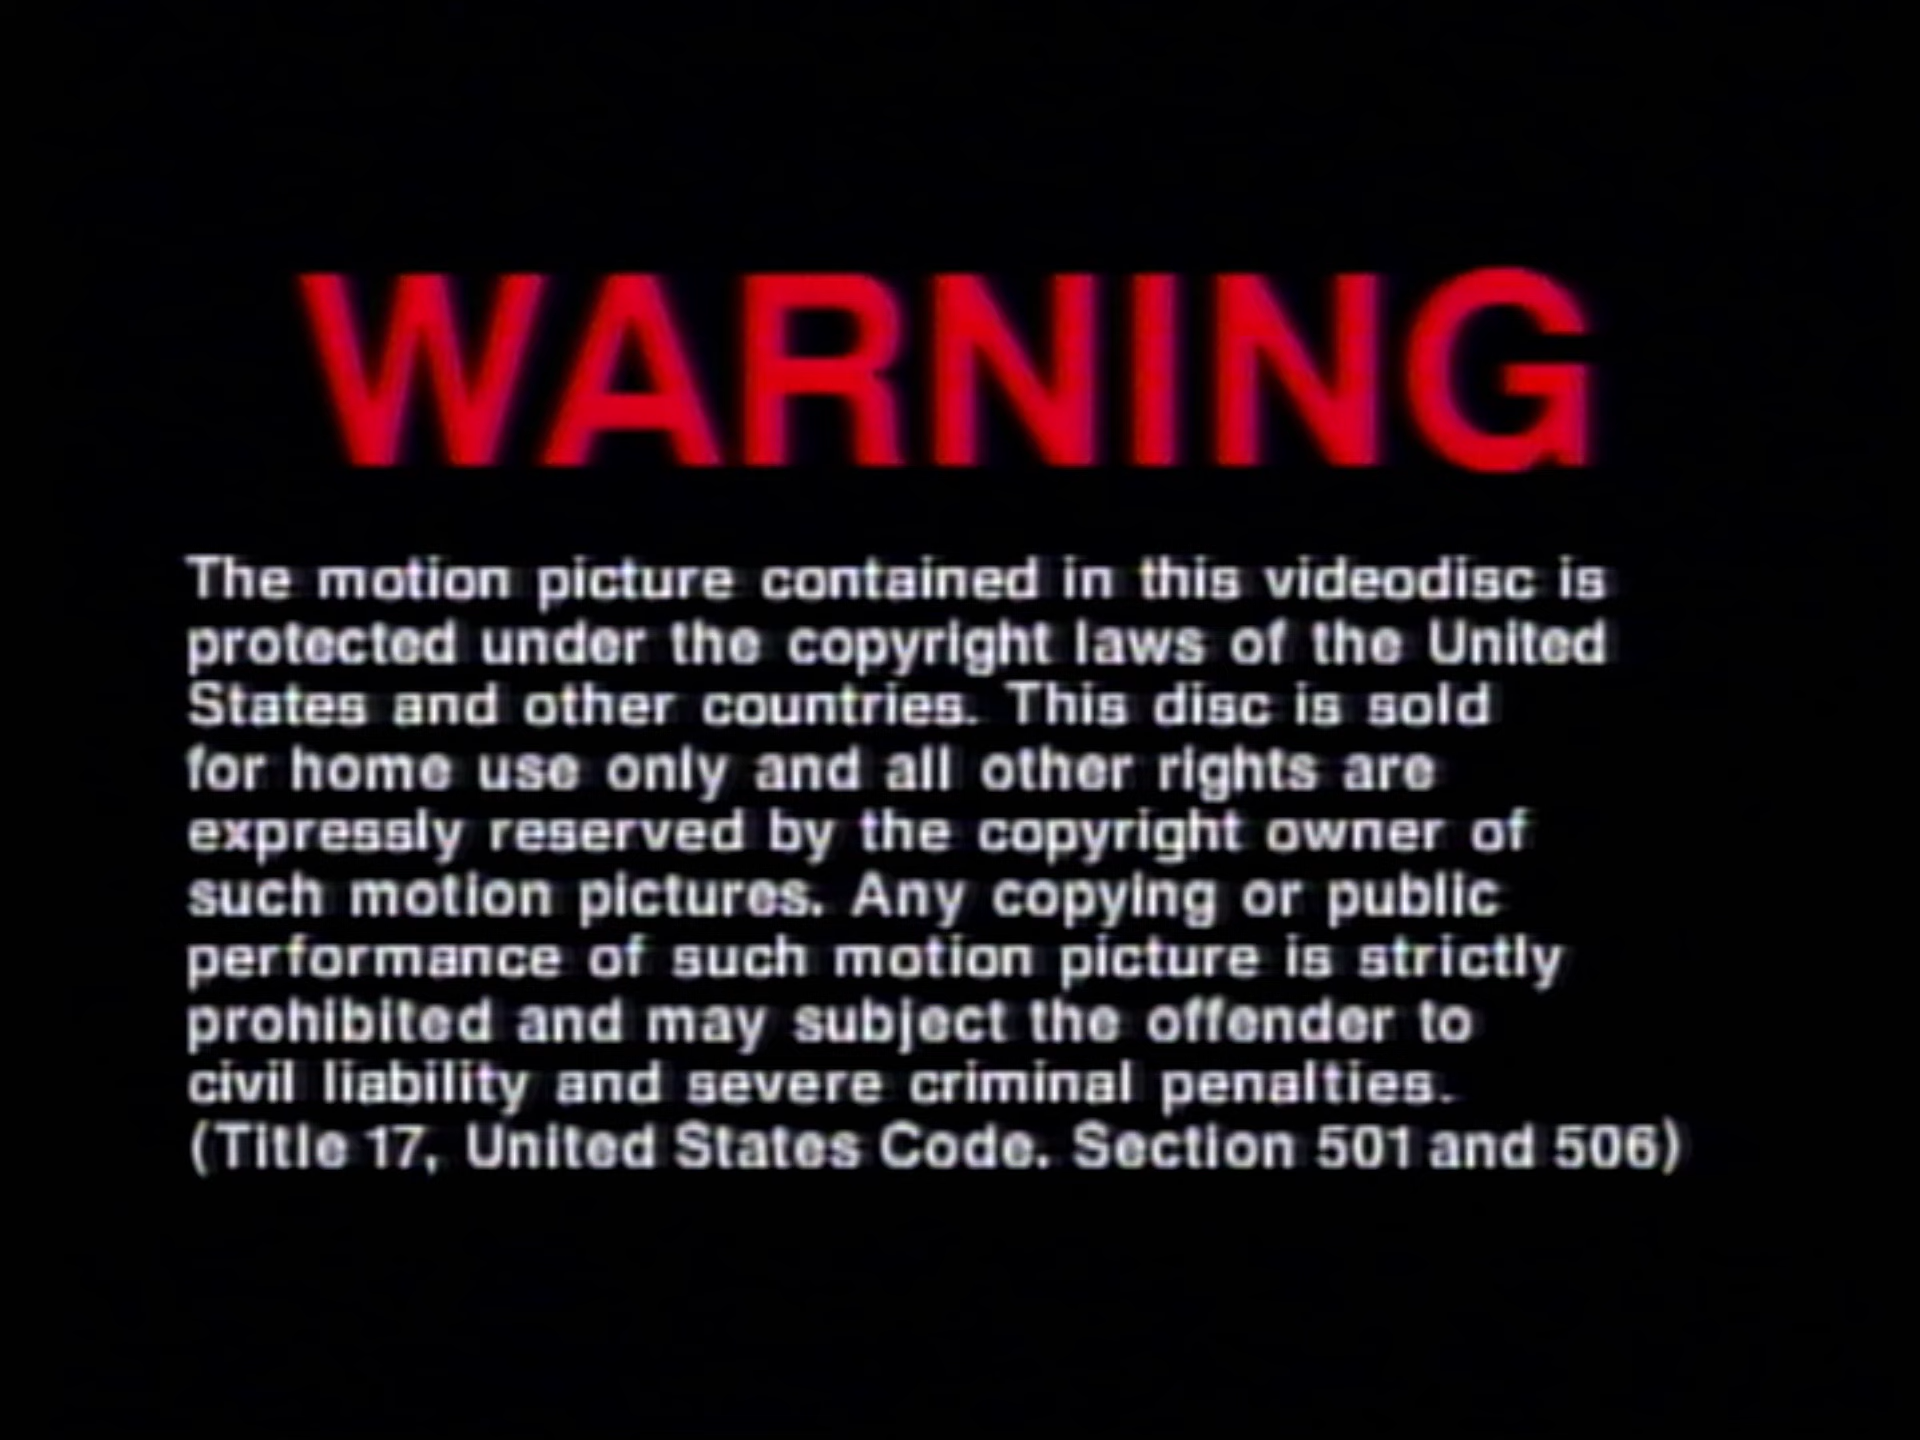 WARNING
The motion picture contained in this videodisc is
protected under the copyright laws of the United
States and other countries. This disc is sold
for home use only and all other rights are
expressly reserved by the copyright owner of
such motion pictures. Any copying or public
performance of such motion picture is strictly
prohibited and may subject the offender to
civil liability and severe criminal penalties.
(Title 17, United States Code. Section 501 and 506)